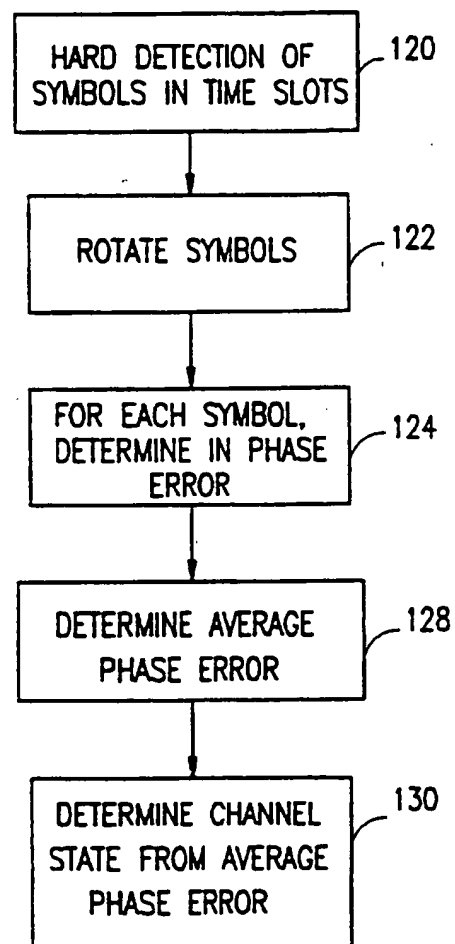 HARD DETECTION OF
SYMBOLS IN TIME SLOTS
120
ROTATE SYMBOLS
122
FOR EACH SYMBOL,
DETERMINE IN PHASE
ERROR
124
DETERMINE AVERAGE
PHASE ERROR
128
DETERMINE CHANNEL
STATE FROM AVERAGE
PHASE ERROR
130